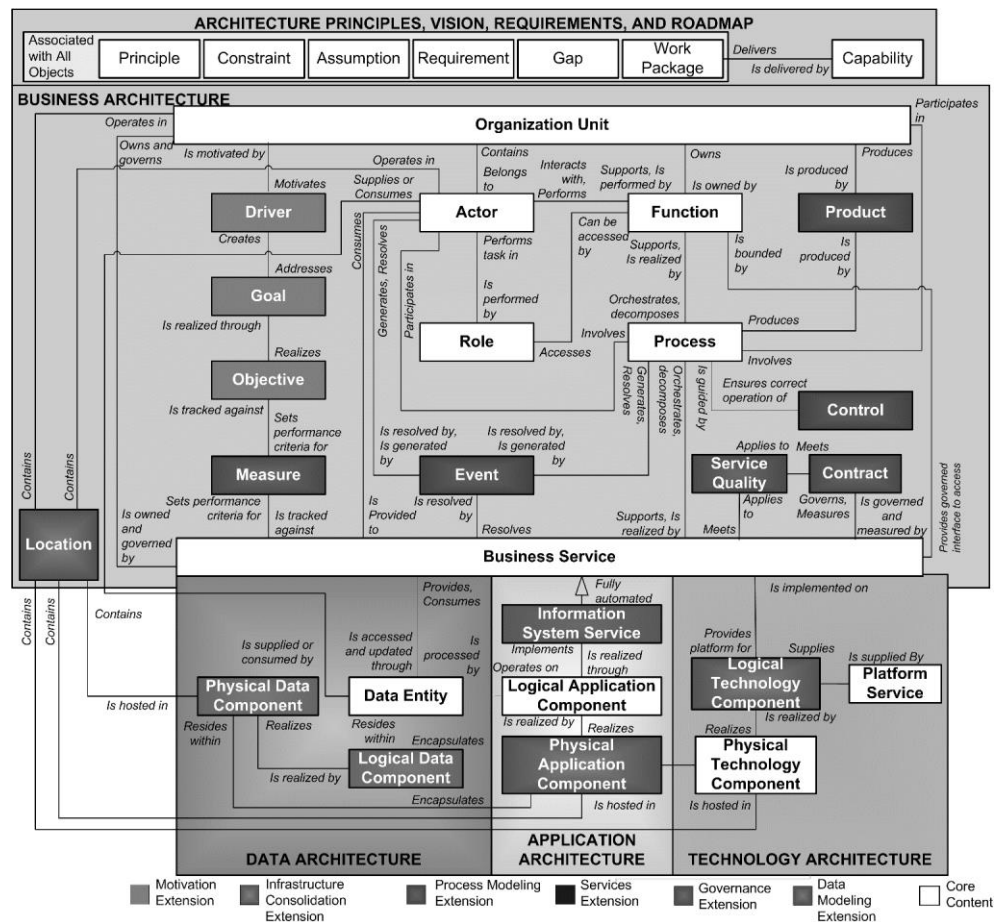 ARCHITECTURE PRINCIPLES, VISION, REQUIREMENTS, AND ROADMAP
Associated
with All
Objects
Principle
Constraint
Assumption
Requirement
Gap
Work
Package
Delivers
Is delivered by
Capability
BUSINESS ARCHITECTURE
Participates
in
Operates in
Organization Unit
Owns and
governs
Is motivated by
Operates in
Contains
Belongs
to
Interacts
with,
Performs
Supports, Is
performed by
Owns
Is owned by
Produces
Is produced
by
Motivates
Supplies or
Consumes
Driver
Actor
Function
Product
Creates
Consumes
Generates, Resolves
Participates in
Performs
task in
Can be
accessed
by
Supports,
Is realized
by
Is
bounded
by
Is
produced
by
Addresses
Goal
Is realized through
Is
performed
by
Orchestrates,
decomposes
Produces
Role
Accesses
Involves
Process
Involves
Realizes
Objective
Is tracked against
Generates,
Resolves
Orchestrates,
decomposes
Is guided by
Ensures correct
operation of
Control
Sets
performance
criteria for
Is resolved by,
Is generated
by
Is resolved by,
Is generated
by
Applies to
Meets
Measure
Event
Service
Quality
Contract
Contains
Contains
Sets performance
criteria for
Is tracked
against
Is
Provided
to
Is resolved
by
Resolves
Supports, Is
realized by
Applies
to
Meets
Governs,
Measures
Is governed
and
measured by
Provides governed
interface to access
Location
Is owned
and
governed
by
Business Service
Contains
Contains
Contains
Provides,
Consumes
Fully
automated
Is implemented on
Information
System Service
Is supplied or
consumed by
Is accessed
and updated
through
Is
processed
by
Implements
Is realized
through
Operates on
Provides
platform for
Supplies
Is supplied By
Physical Data
Component
Data Entity
Logical Application
Component
Logical
Technology
Component
Platform
Service
Is hosted in
Resides
within
Realizes
Resides
within
Encapsulates
Is realized by
Realizes
Realizes
Is realized by
Is realized by
Logical Data
Component
Physical
Application
Component
Physical
Technology
Component
Encapsulates
Is hosted in
Is hosted in
DATA ARCHITECTURE
APPLICATION
ARCHITECTURE
TECHNOLOGY ARCHITECTURE
Motivation
Extension
Infrastructure
Consolidation
Extension
Process Modeling
Extension
Services
Extension
Governance
Extension
Data
Modeling
Extension
Core
Content